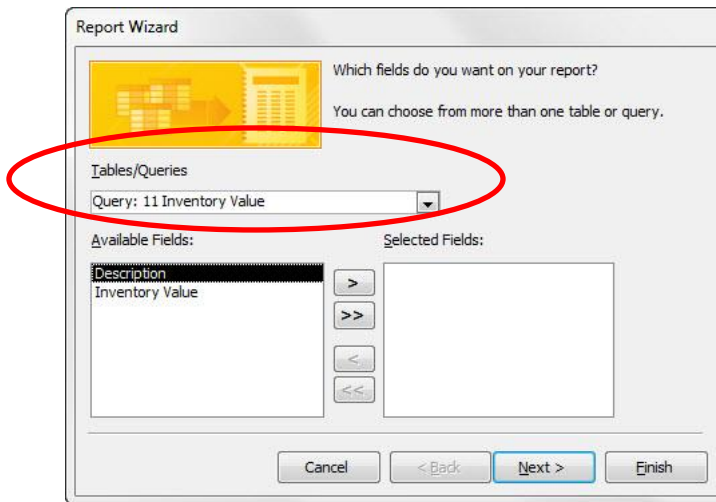 Report Wizard
Which fields do you want on your report?
You can choose from more than one table or query.
Tables/Queries
Query: 11 Inventory Value
Available Fields:
Selected Fields:
Description
Inventory Value
>
>>
<
<<
Cancel
< Back
Next >
Finish